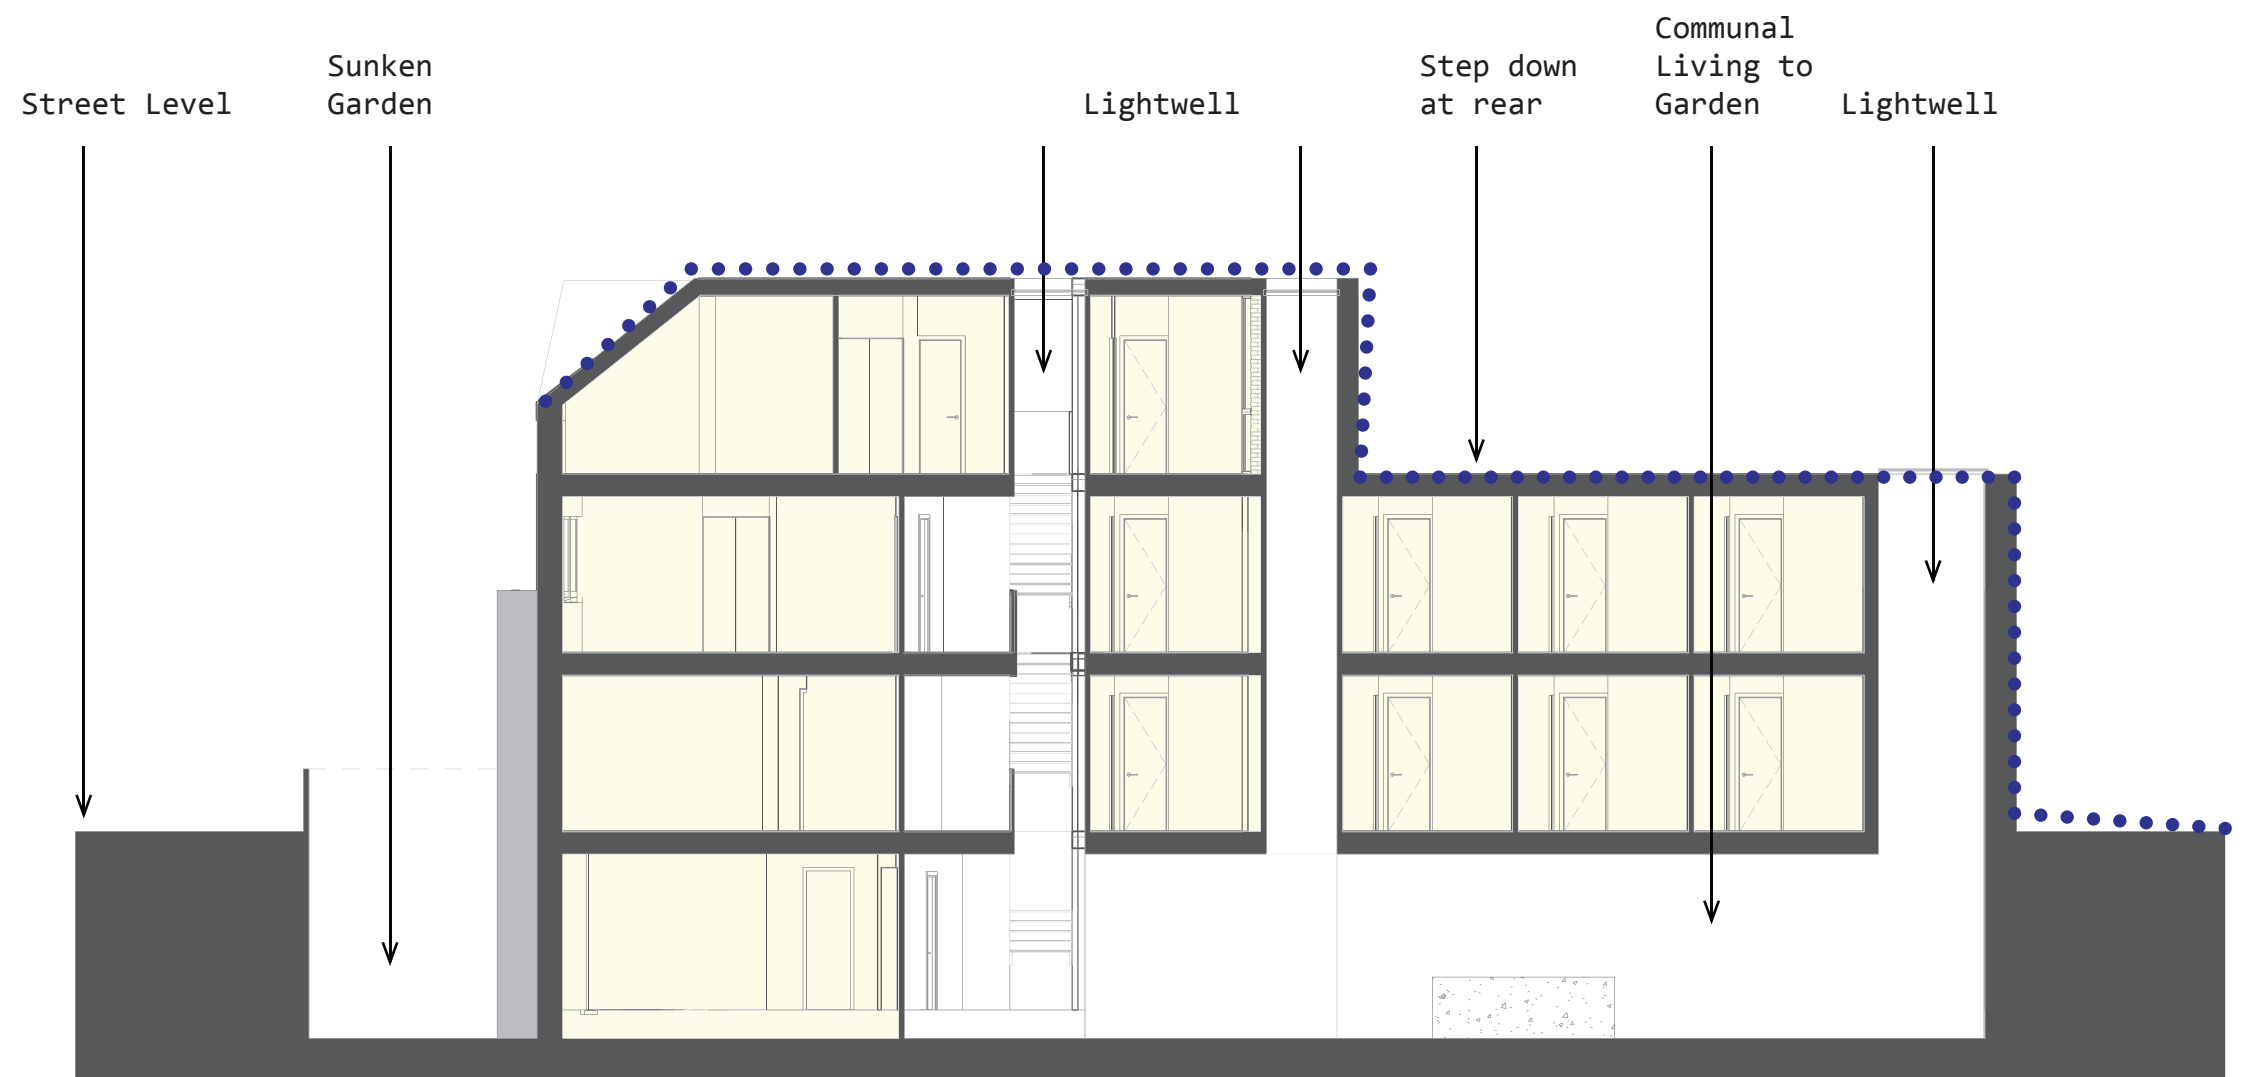 Street Level
Sunken
Garden
Lightwell
Step down
at rear
Communal
Living to
Garden
Lightwell